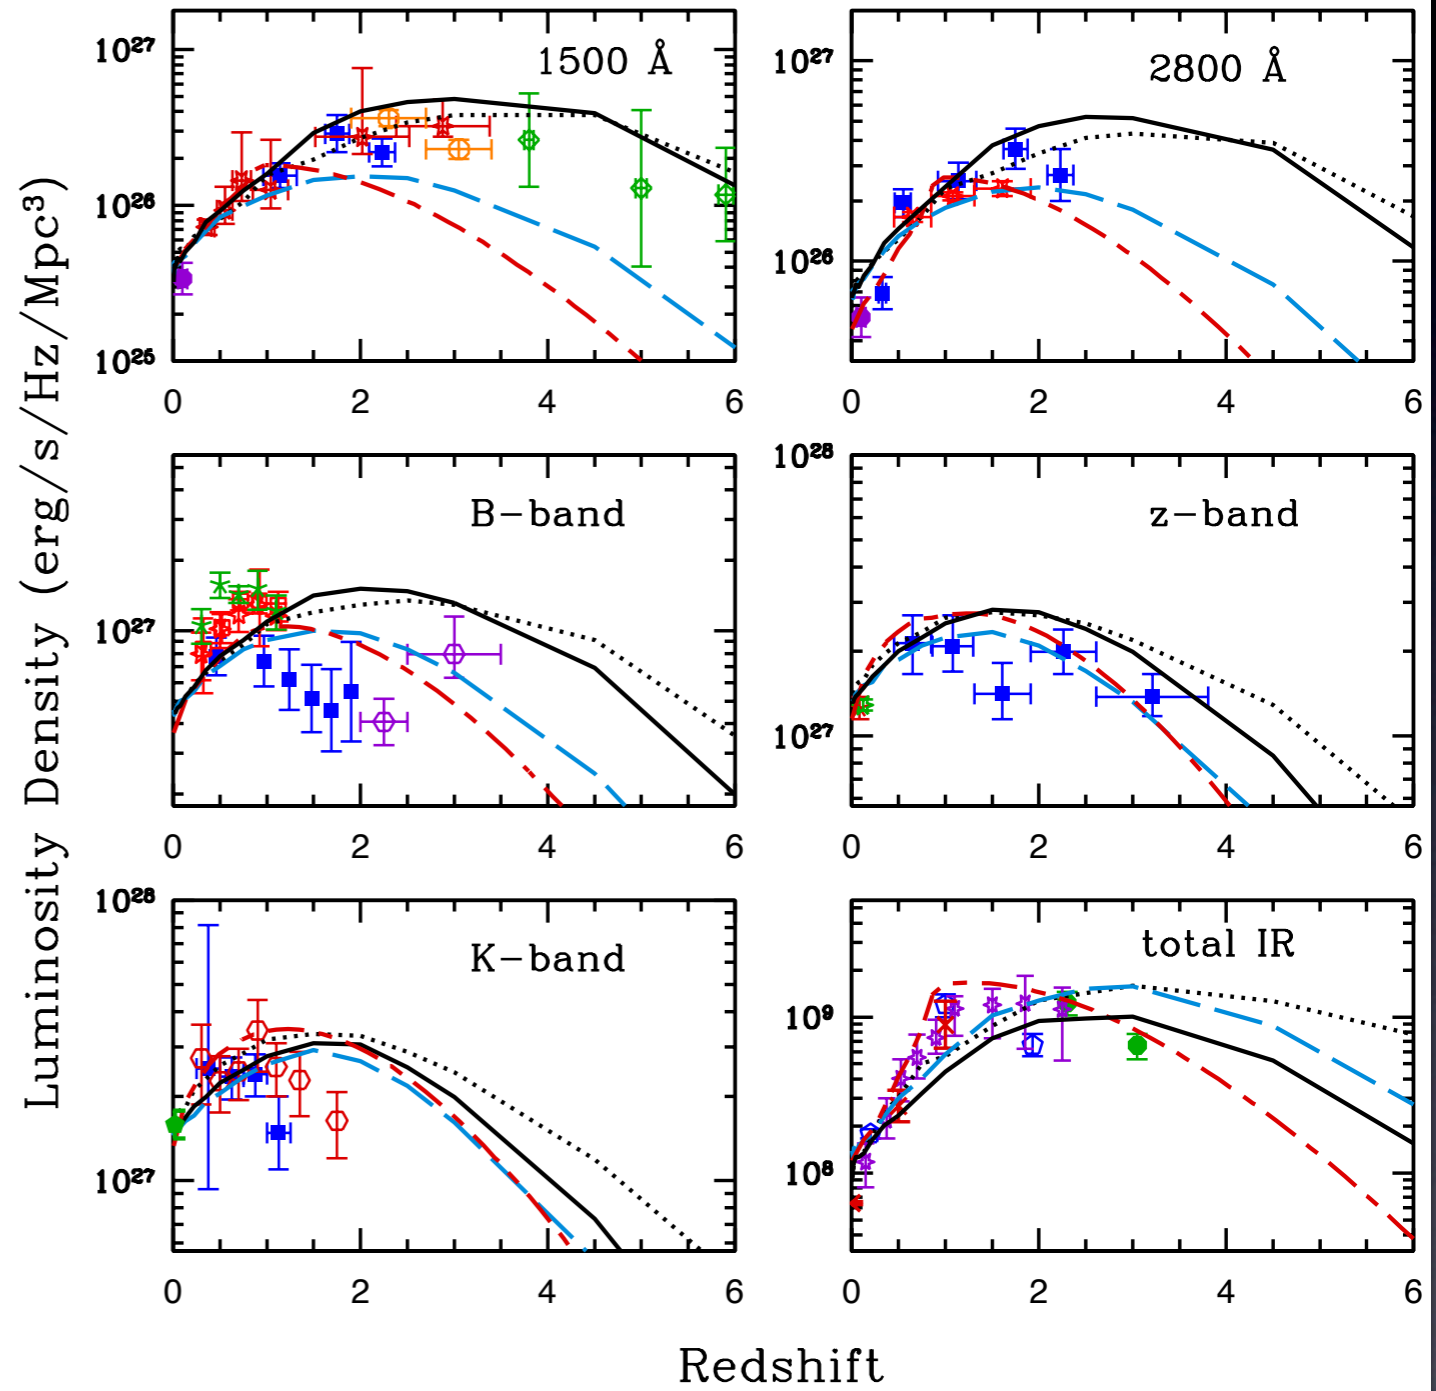 Luminosity Density (erg/s/Hz/Mpc³)
1500 Å
10²⁷
10²⁶
10²⁵
0 2 4 6
2800 Å
10²⁷
10²⁶
0 2 4 6
B-band
10²⁷
0 2 4 6
z-band
10²⁸
10²⁷
0 2 4 6
K-band
10²⁸
10²⁷
0 2 4 6
total IR
10⁹
10⁸
0 2 4 6
Redshift